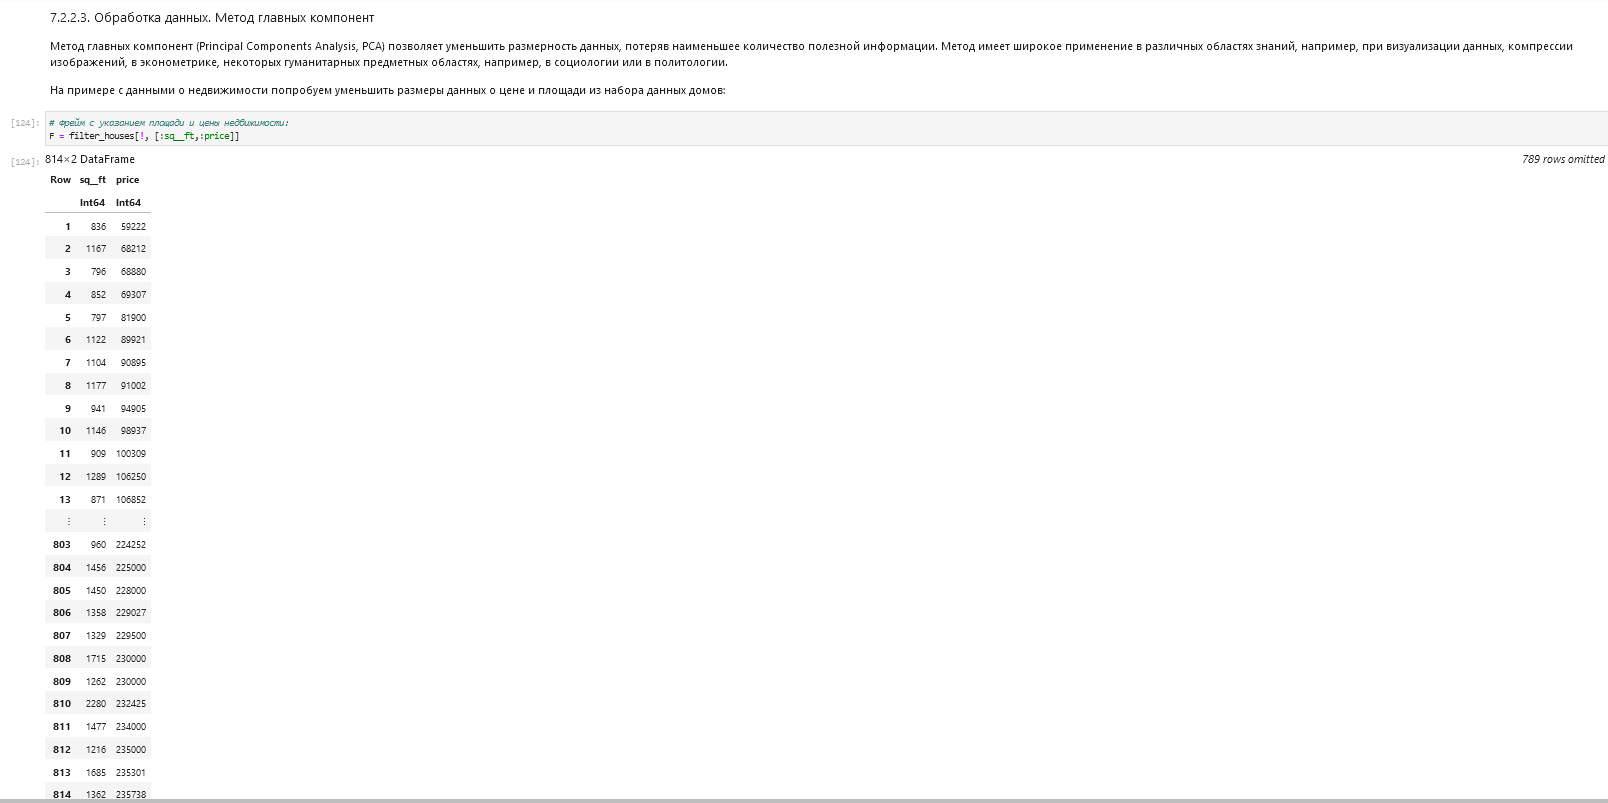 7.2.2.3. Обработка данных. Метод главных компонент
Метод главных компонент (Principal Components Analysis, PCA) позволяет уменьшить размерность данных, потеряв наименьшее количество полезной информации. Метод имеет широкое применение в различных областях знаний, например, при визуализации данных, компрессии
изображений, в эконометрике, некоторых гуманитарных предметных областях, например, в социологии или в политологии.
На примере с данными о недвижимости попробуем уменьшить размеры данных о цене и площади из набора данных домов:
[124]: # Фрейм с указанием площади и цены недвижимости:
F = filter_houses[!, [:sq__ft,:price]]
[124]: 814×2 DataFrame 789 rows omitted
Row sq__ft price
Int64 Int64
1 836 59222
2 1167 68212
3 796 68880
4 852 69307
5 797 81900
6 1122 89921
7 1104 90895
8 1177 91002
9 941 94905
10 1146 98937
11 909 100309
12 1289 106250
13 871 106852
⋮ ⋮ ⋮
803 960 224252
804 1456 225000
805 1450 228000
806 1358 229027
807 1329 229500
808 1715 230000
809 1262 230000
810 2280 232425
811 1477 234000
812 1216 235000
813 1685 235301
814 1362 235738